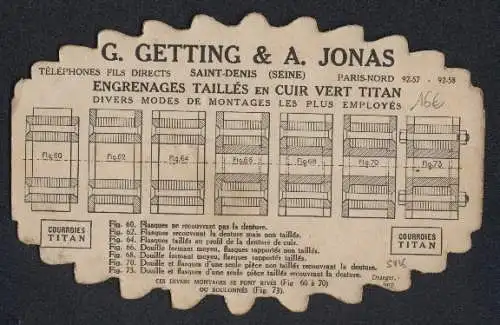 G. GETTING & A. JONAS
TÉLÉPHONES FILS DIRECTS SAINT-DENIS (SEINE) PARIS-NORD 92-57 - 92-58
ENGRENAGES TAILLÉS EN CUIR VERT TITAN
DIVERS MODES DE MONTAGES LES PLUS EMPLOYÉS
16€
Fig.60 Fig.62 Fig.64 Fig.66 Fig.68 Fig.70 Fig.73
COURROIES
TITAN
Fig. 60. Flasques ne recouvrant pas la denture.
Fig. 62. Flasques recouvrant la denture mais non taillés.
Fig. 64. Flasques taillés au profil de la denture de cuir.
Fig. 66. Douille formant moyeu, flasques rapportés non taillés.
Fig. 68. Douille formant moyeu, flasques rapportés taillés.
Fig. 70. Douille et flasques d'une seule pièce non taillés recouvrant la denture.
Fig. 73. Douille et flasques d'une seule pièce taillés recouvrant la denture.
CES DIVERS MONTAGES SE FONT RIVÉS (Fig 60 à 70)
OU BOULONNÉS (Fig. 73).
COURROIES
TITAN